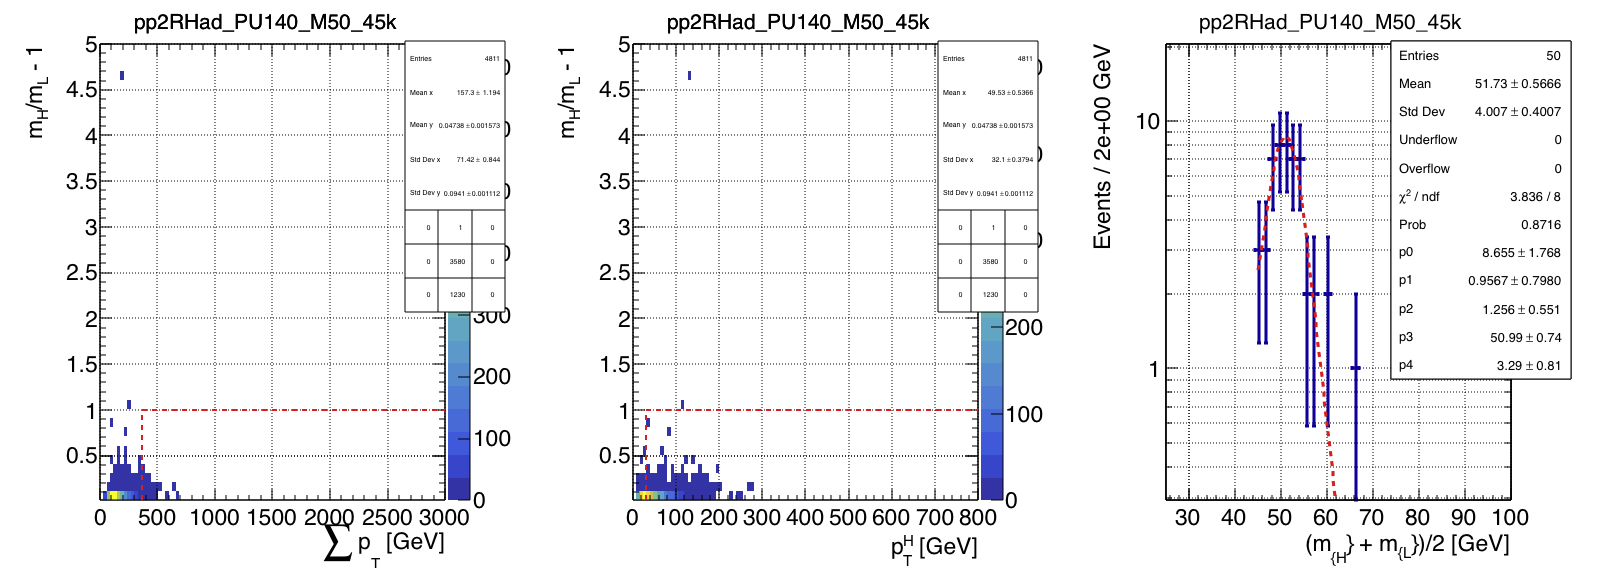 pp2RHad_PU140_M50_45k
m_H/m_L - 1
5
4.5
4
3.5
3
2.5
2
1.5
1
0.5
0 500 1000 1500 2000 2500 3000
∑ p_T [GeV]
Entries 4811
Mean x 157.3 ± 1.194
Mean y 0.04738 ± 0.001573
Std Dev x 71.42 ± 0.844
Std Dev y 0.0941 ± 0.001112
0 1 0
0 3580 0
0 1230 0
300
200
100
0
pp2RHad_PU140_M50_45k
m_H/m_L - 1
5
4.5
4
3.5
3
2.5
2
1.5
1
0.5
0 100 200 300 400 500 600 700 800
p_T^H [GeV]
Entries 4811
Mean x 49.53 ± 0.5366
Mean y 0.04738 ± 0.001573
Std Dev x 32.1 ± 0.3794
Std Dev y 0.0941 ± 0.001112
0 1 0
0 3580 0
0 1230 0
200
100
0
pp2RHad_PU140_M50_45k
Events / 2e+00 GeV
10
1
30 40 50 60 70 80 90 100
(m_{H} + m_{L})/2 [GeV]
Entries 50
Mean 51.73 ± 0.5666
Std Dev 4.007 ± 0.4007
Underflow 0
Overflow 0
χ² / ndf 3.836 / 8
Prob 0.8716
p0 8.655 ± 1.768
p1 0.9567 ± 0.7980
p2 1.256 ± 0.551
p3 50.99 ± 0.74
p4 3.29 ± 0.81